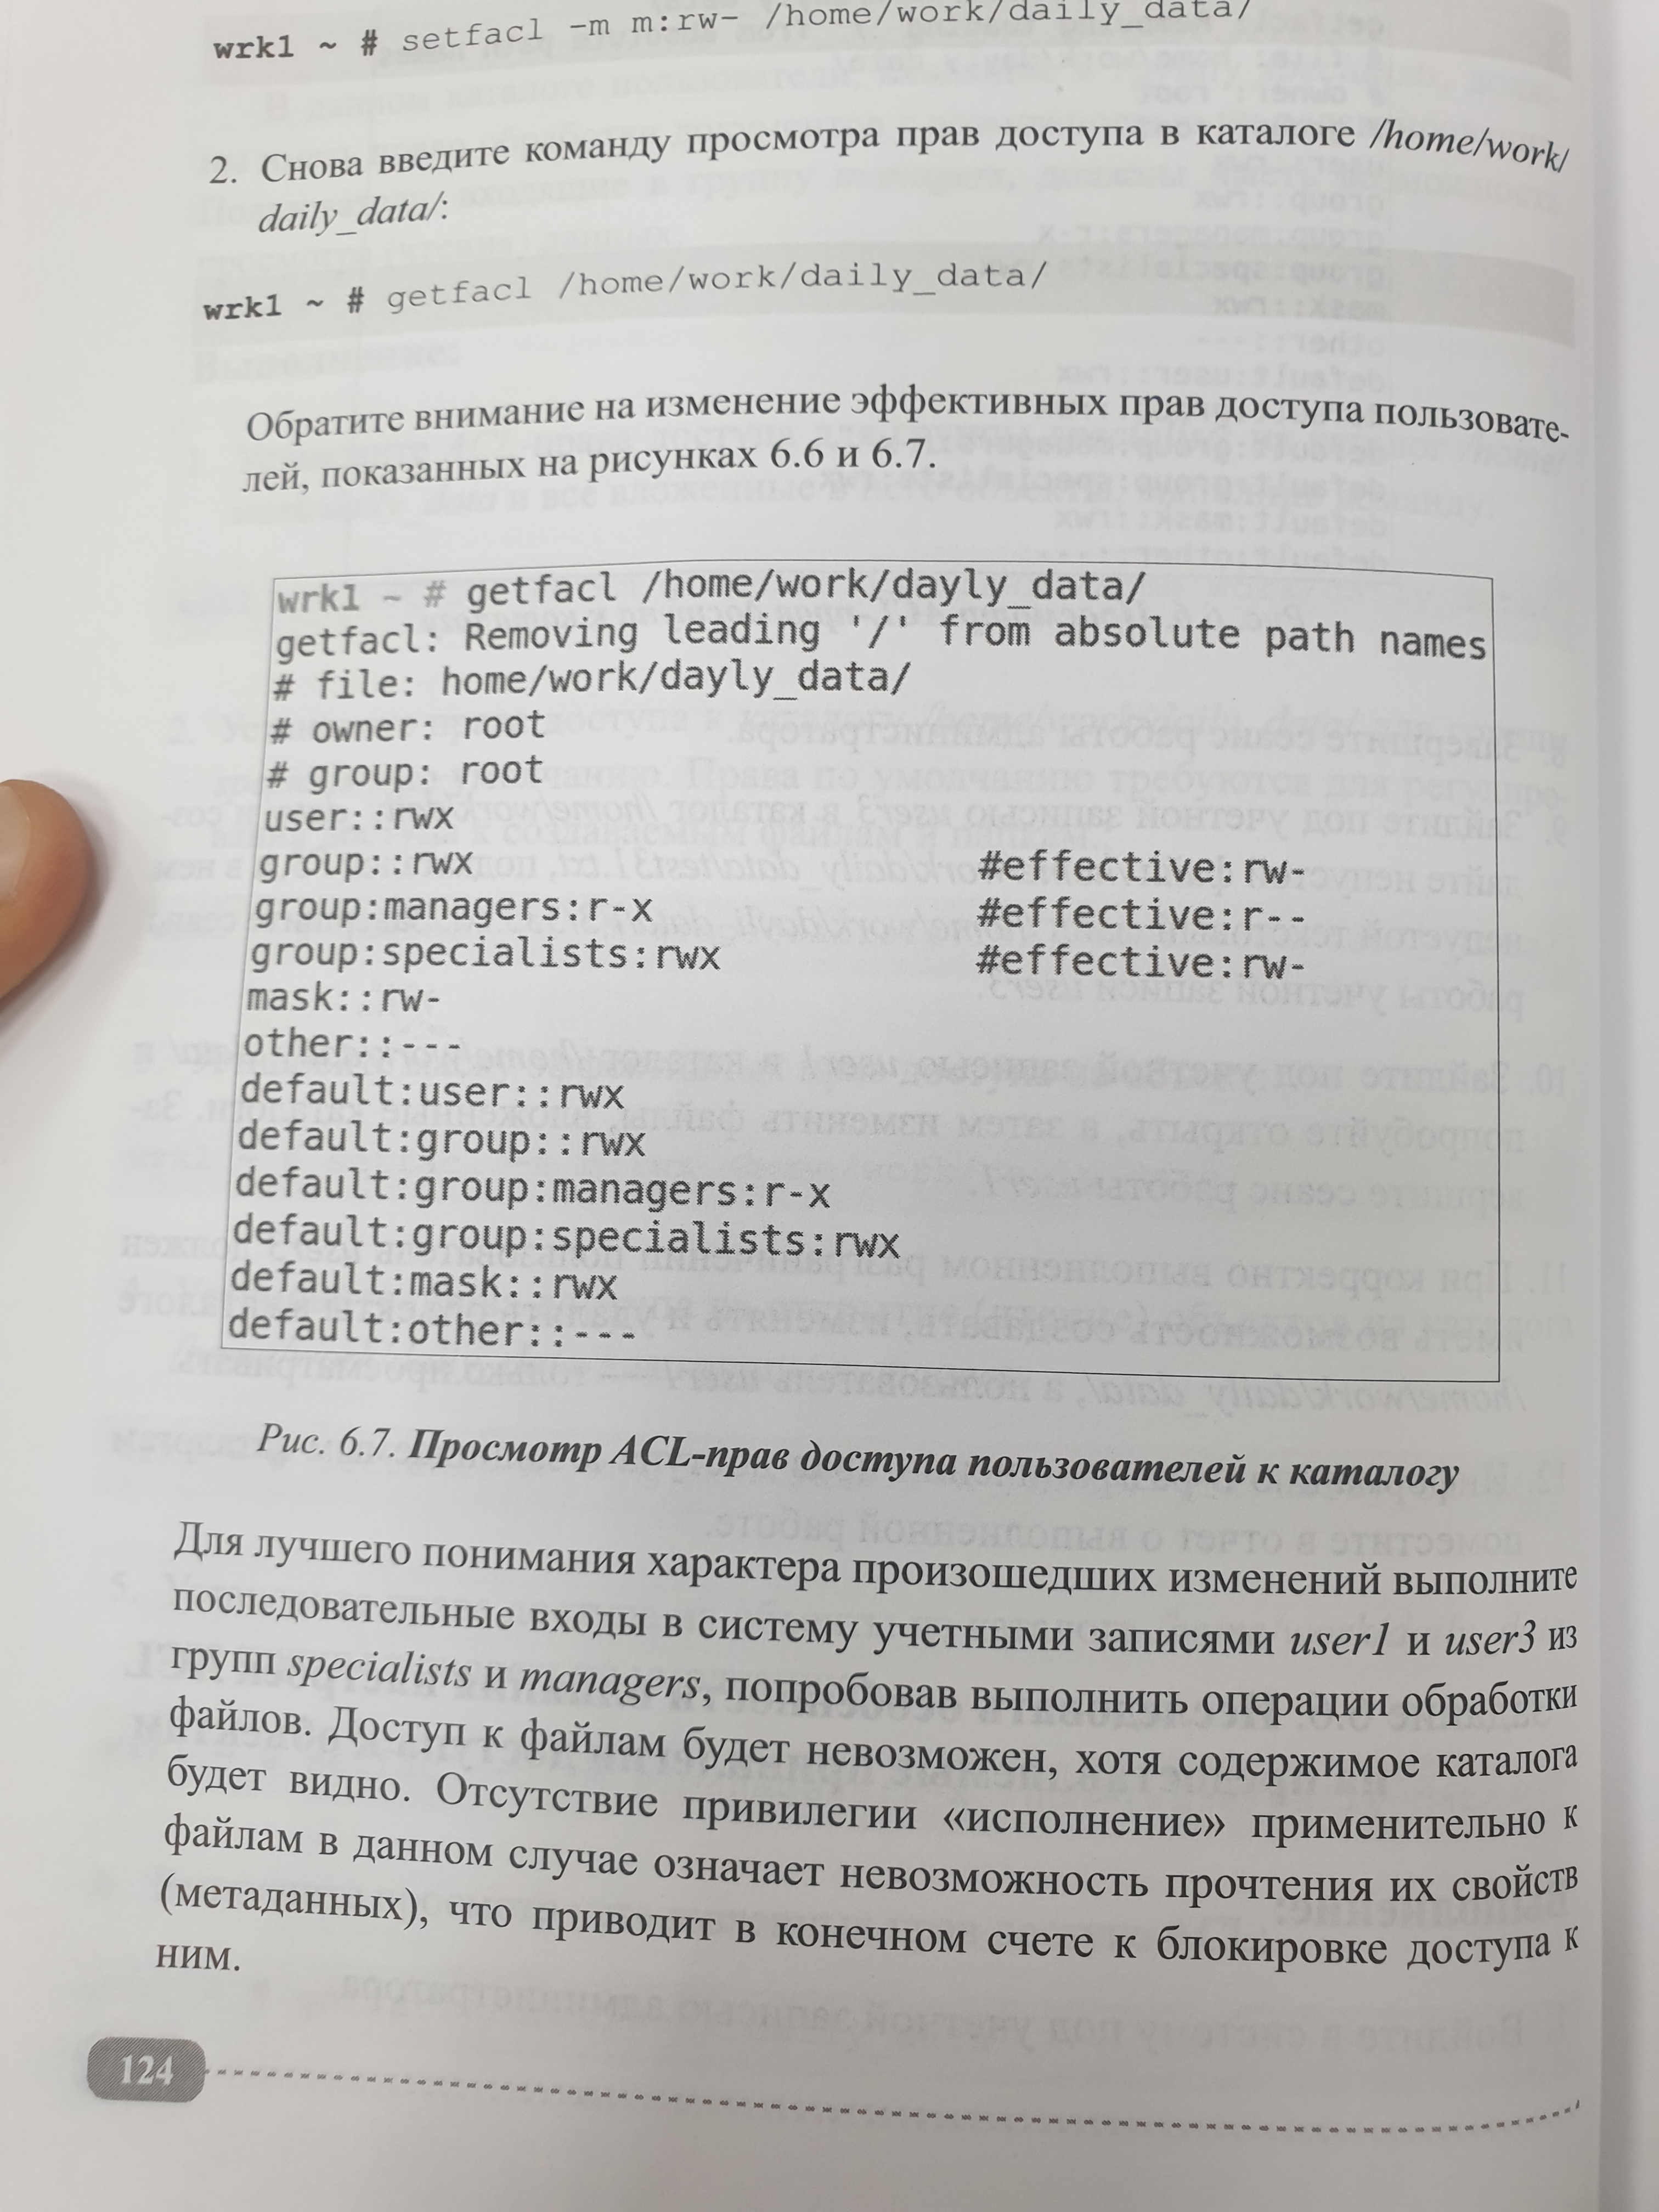 wrk1 ~ # setfacl -m m:rw- /home/work/daily_data/
2. Снова введите команду просмотра прав доступа в каталоге /home/work/
daily_data/:
wrk1 ~ # getfacl /home/work/daily_data/
Обратите внимание на изменение эффективных прав доступа пользовате-
лей, показанных на рисунках 6.6 и 6.7.
wrk1 ~ # getfacl /home/work/dayly_data/
getfacl: Removing leading '/' from absolute path names
# file: home/work/dayly_data/
# owner: root
# group: root
user::rwx
group::rwx #effective:rw-
group:managers:r-x #effective:r--
group:specialists:rwx #effective:rw-
mask::rw-
other::---
default:user::rwx
default:group::rwx
default:group:managers:r-x
default:group:specialists:rwx
default:mask::rwx
default:other::---
Рис. 6.7. Просмотр ACL-прав доступа пользователей к каталогу
Для лучшего понимания характера произошедших изменений выполните
последовательные входы в систему учетными записями user1 и user3 из
групп specialists и managers, попробовав выполнить операции обработки
файлов. Доступ к файлам будет невозможен, хотя содержимое каталога
будет видно. Отсутствие привилегии «исполнение» применительно к
файлам в данном случае означает невозможность прочтения их свойств
(метаданных), что приводит в конечном счете к блокировке доступа к
ним.
124